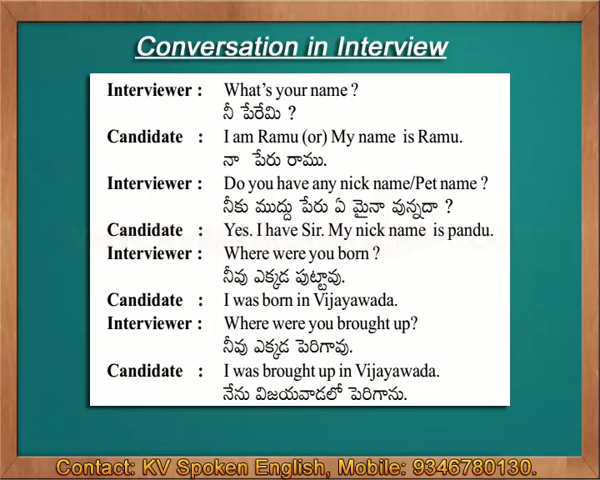 Conversation in Interview
Interviewer : What's your name ?
నీ పేరేమి ?
Candidate : I am Ramu (or) My name is Ramu.
నా పేరు రాము.
Interviewer : Do you have any nick name/Pet name ?
నీకు ముద్దు పేరు ఏ మైనా వున్నదా ?
Candidate : Yes. I have Sir. My nick name is pandu.
Interviewer : Where were you born ?
నీవు ఎక్కడ పుట్టావు.
Candidate : I was born in Vijayawada.
Interviewer : Where were you brought up?
నీవు ఎక్కడ పెరిగావు.
Candidate : I was brought up in Vijayawada.
నేను విజయవాడలో పెరిగాను.
Contact: KV Spoken English, Mobile: 9346780130.